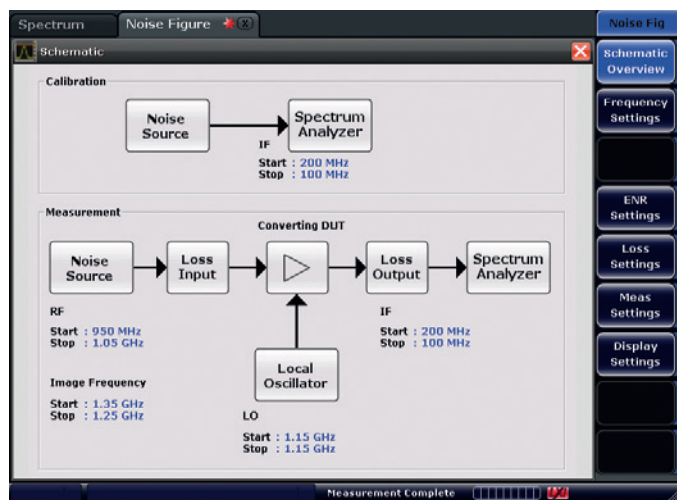 Spectrum
Noise Figure
Noise Fig
Schematic
Schematic
Overview
Frequency
Settings
ENR
Settings
Loss
Settings
Meas
Settings
Display
Settings
Calibration
Noise
Source
Spectrum
Analyzer
IF
Start : 200 MHz
Stop : 100 MHz
Measurement
Converting DUT
Noise
Source
Loss
Input
Loss
Output
Spectrum
Analyzer
RF
Start : 950 MHz
Stop : 1.05 GHz
IF
Start : 200 MHz
Stop : 100 MHz
Image Frequency
Start : 1.35 GHz
Stop : 1.25 GHz
Local
Oscillator
LO
Start : 1.15 GHz
Stop : 1.15 GHz
Measurement Complete